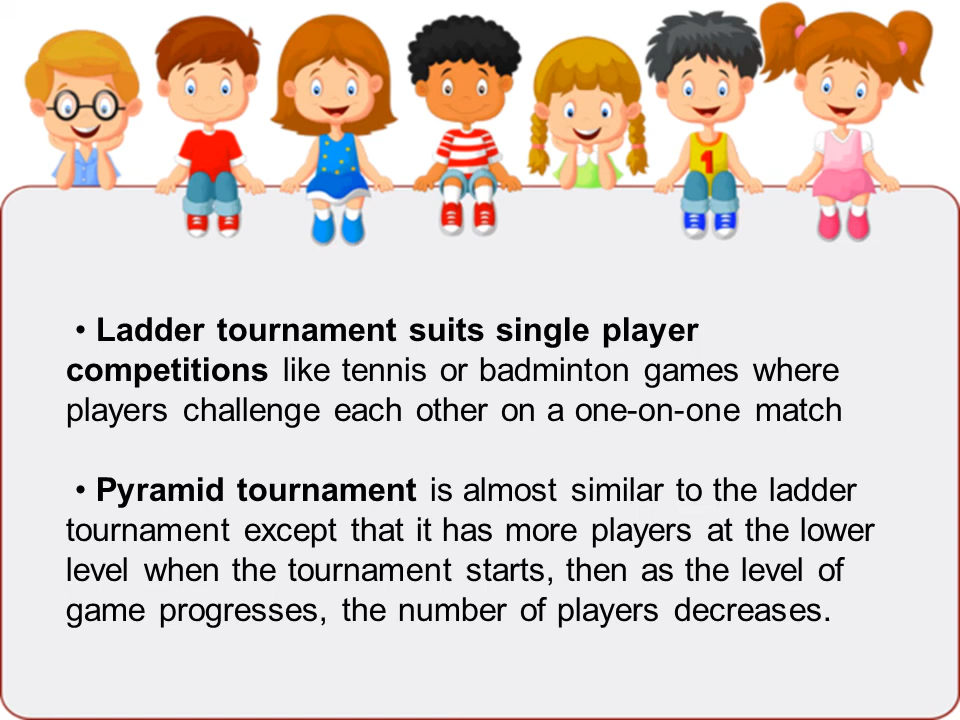 1
• Ladder tournament suits single player
competitions like tennis or badminton games where
players challenge each other on a one-on-one match
• Pyramid tournament is almost similar to the ladder
tournament except that it has more players at the lower
level when the tournament starts, then as the level of
game progresses, the number of players decreases.